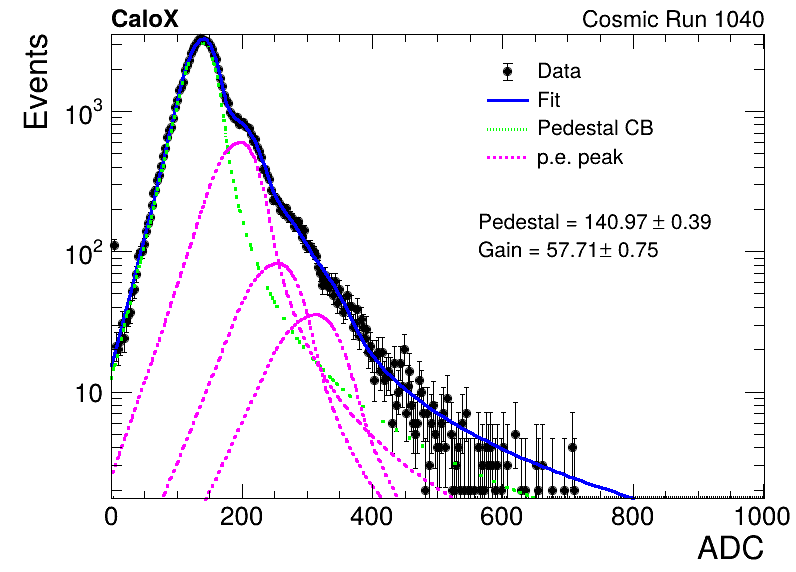 CaloX Cosmic Run 1040
Events
Data
Fit
Pedestal CB
p.e. peak
Pedestal = 140.97 ± 0.39
Gain = 57.71± 0.75
10³
10²
10
0 200 400 600 800 1000
ADC